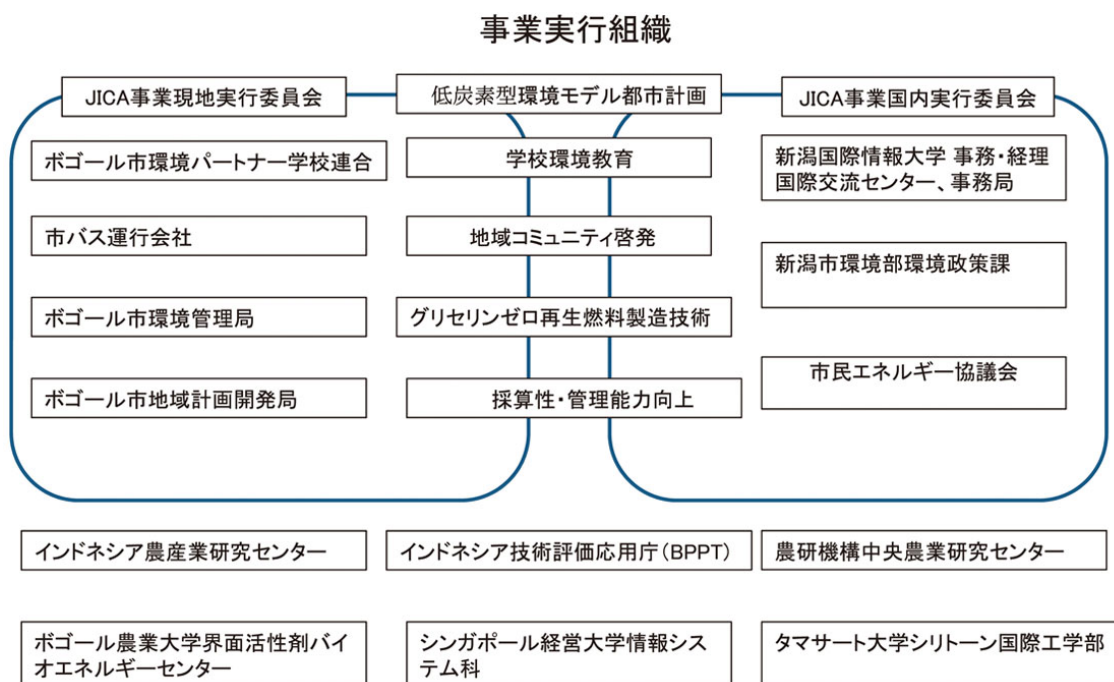 事業実行組織
JICA事業現地実行委員会
低炭素型環境モデル都市計画
JICA事業国内実行委員会
ボゴール市環境パートナー学校連合
学校環境教育
新潟国際情報大学 事務・経理
国際交流センター、事務局
市バス運行会社
地域コミュニティ啓発
新潟市環境部環境政策課
ボゴール市環境管理局
グリセリンゼロ再生燃料製造技術
市民エネルギー協議会
ボゴール市地域計画開発局
採算性・管理能力向上
インドネシア農産業研究センター
インドネシア技術評価応用庁(BPPT)
農研機構中央農業研究センター
ボゴール農業大学界面活性剤バイ
オエネルギーセンター
シンガポール経営大学情報シス
テム科
タマサート大学シリトーン国際工学部